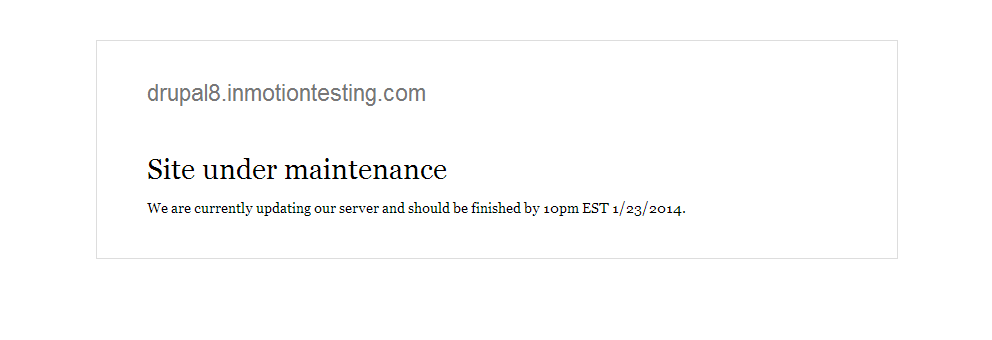 drupal8.inmotiontesting.com
Site under maintenance
We are currently updating our server and should be finished by 10pm EST 1/23/2014.